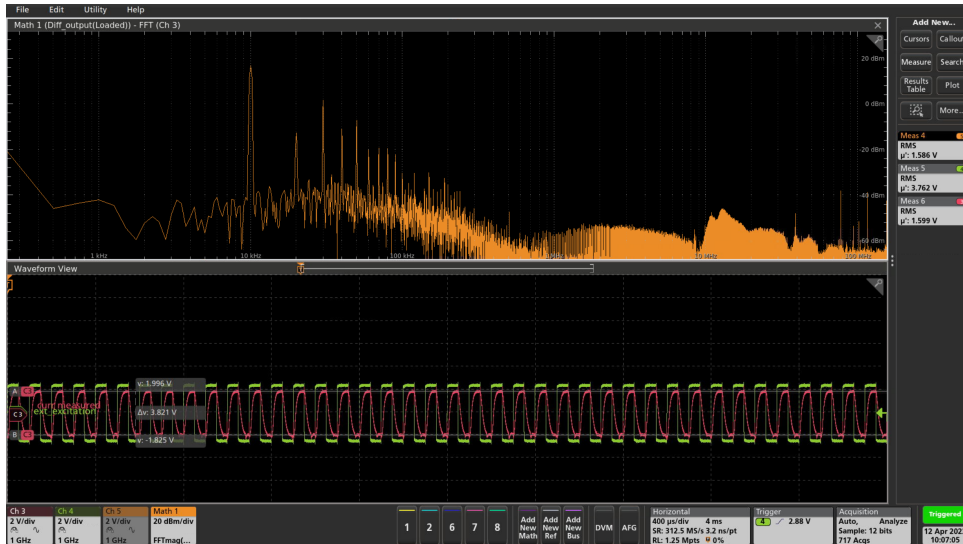 File Edit Utility Help
Math 1 (Diff_output(Loaded)) - FFT (Ch 3)
20 dBm
0 dBm
-20 dBm
-40 dBm
-60 dBm
1 kHz 10 kHz 100 kHz 10 MHz 100 MHz
Waveform View
A C3
v: 1.996 V
curr measured
C3 ext_excitation
Δv: 3.821 V
B C3
v: -1.825 V
Add New...
Cursors Callout
Measure Search
Results Table Plot
More...
Meas 4
RMS
µ': 1.586 V
Meas 5
RMS
µ': 3.762 V
Meas 6
RMS
µ': 1.599 V
Ch 3
2 V/div
1 GHz
Ch 4
2 V/div
1 GHz
Ch 5
2 V/div
1 GHz
Math 1
20 dBm/div
FFTmag(...
1 2 6 7 8
Add New Math
Add New Ref
Add New Bus
DVM AFG
Horizontal
400 µs/div 4 ms
SR: 312.5 MS/s 3.2 ns/pt
RL: 1.25 Mpts 0%
Trigger
4 2.88 V
Acquisition
Auto, Analyze
Sample: 12 bits
717 Acqs
Triggered
10:07:05